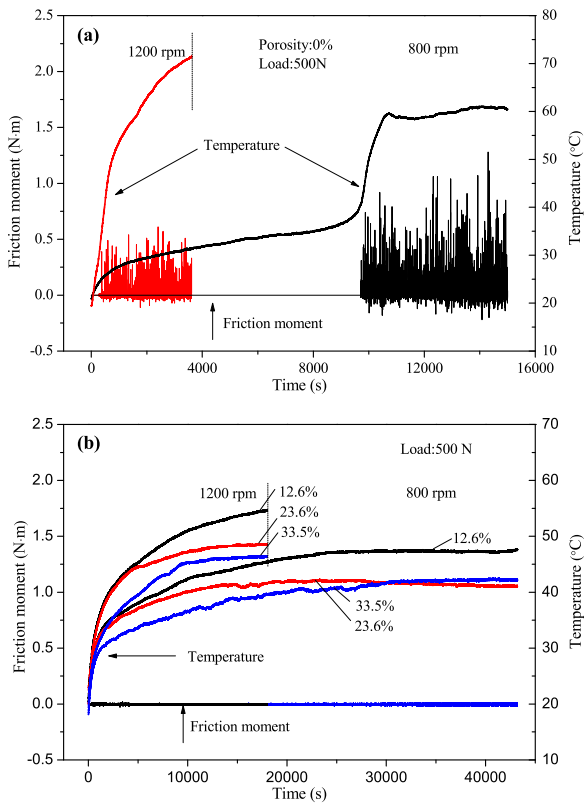 (a)
1200 rpm
Porosity:0%
Load:500N
800 rpm
Temperature
Friction moment
2.5
2.0
1.5
1.0
0.5
0.0
-0.5
Friction moment (N·m)
80
70
60
50
40
30
20
10
Temperature (°C)
0
4000
8000
12000
16000
Time (s)
(b)
Load:500 N
1200 rpm
800 rpm
12.6%
23.6%
33.5%
12.6%
33.5%
23.6%
Temperature
Friction moment
2.5
2.0
1.5
1.0
0.5
0.0
-0.5
Friction moment (N·m)
70
60
50
40
30
20
10
Temperature (°C)
0
10000
20000
30000
40000
Time (s)